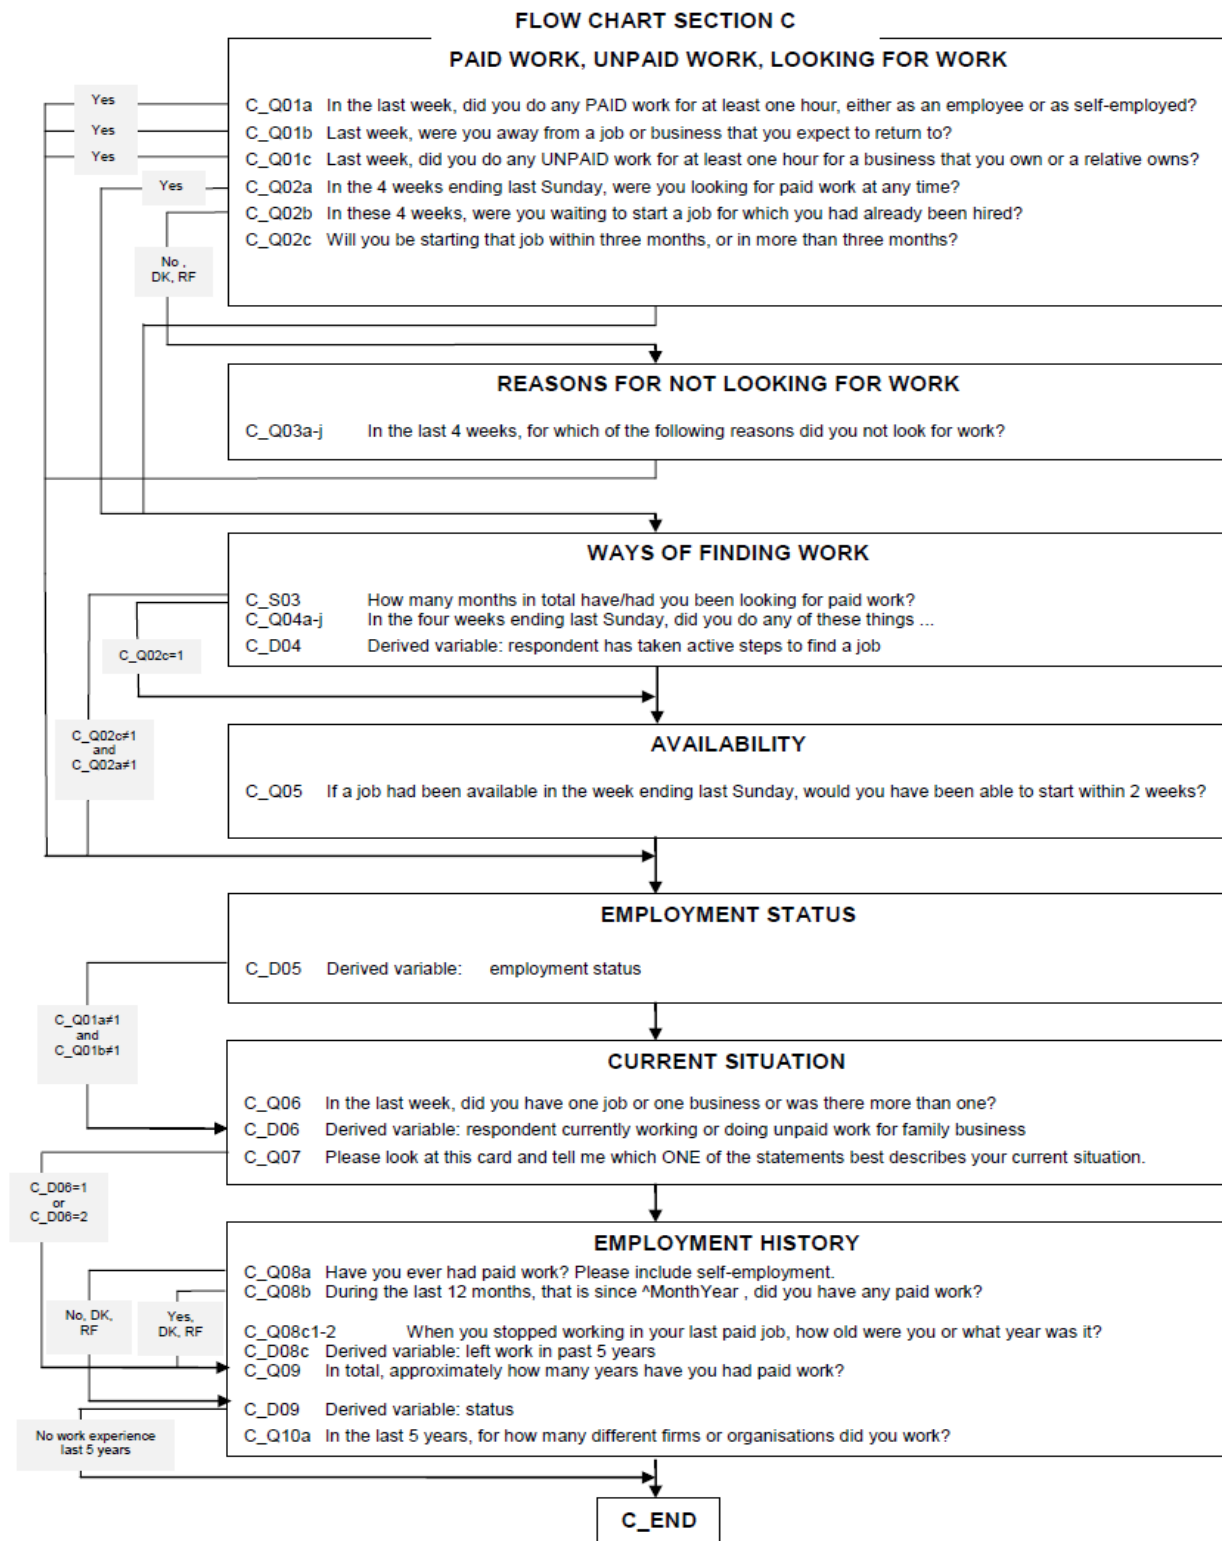 FLOW CHART SECTION C
PAID WORK, UNPAID WORK, LOOKING FOR WORK
Yes
C_Q01a In the last week, did you do any PAID work for at least one hour, either as an employee or as self-employed?
Yes
C_Q01b Last week, were you away from a job or business that you expect to return to?
Yes
C_Q01c Last week, did you do any UNPAID work for at least one hour for a business that you own or a relative owns?
Yes
C_Q02a In the 4 weeks ending last Sunday, were you looking for paid work at any time?
C_Q02b In these 4 weeks, were you waiting to start a job for which you had already been hired?
C_Q02c Will you be starting that job within three months, or in more than three months?
No ,
DK, RF
REASONS FOR NOT LOOKING FOR WORK
C_Q03a-j In the last 4 weeks, for which of the following reasons did you not look for work?
WAYS OF FINDING WORK
C_S03 How many months in total have/had you been looking for paid work?
C_Q04a-j In the four weeks ending last Sunday, did you do any of these things ...
C_D04 Derived variable: respondent has taken active steps to find a job
C_Q02c=1
C_Q02c≠1
and
C_Q02a≠1
AVAILABILITY
C_Q05 If a job had been available in the week ending last Sunday, would you have been able to start within 2 weeks?
EMPLOYMENT STATUS
C_D05 Derived variable: employment status
C_Q01a≠1
and
C_Q01b≠1
CURRENT SITUATION
C_Q06 In the last week, did you have one job or one business or was there more than one?
C_D06 Derived variable: respondent currently working or doing unpaid work for family business
C_Q07 Please look at this card and tell me which ONE of the statements best describes your current situation.
C_D06=1
or
C_D06=2
EMPLOYMENT HISTORY
C_Q08a Have you ever had paid work? Please include self-employment.
C_Q08b During the last 12 months, that is since ^MonthYear , did you have any paid work?
No, DK,
RF
Yes,
DK, RF
C_Q08c1-2 When you stopped working in your last paid job, how old were you or what year was it?
C_D08c Derived variable: left work in past 5 years
C_Q09 In total, approximately how many years have you had paid work?
C_D09 Derived variable: status
C_Q10a In the last 5 years, for how many different firms or organisations did you work?
No work experience
last 5 years
C_END